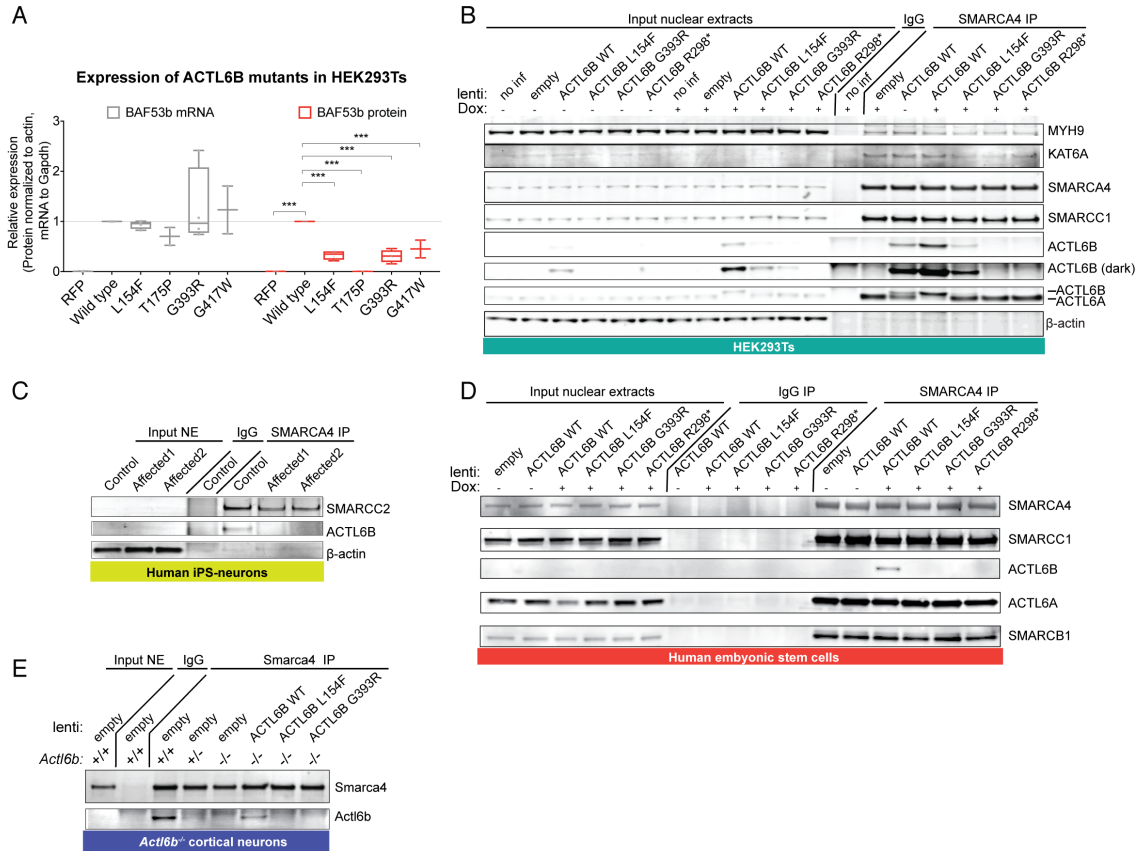 A
Expression of ACTL6B mutants in HEK293Ts
BAF53b mRNA
BAF53b protein
Relative expression
(Protein normalized to actin,
mRNA to Gapdh)
3
2
1
0
***
***
***
***
***
RFP
Wild type
L154F
T175P
G393R
G417W
RFP
Wild type
L154F
T175P
G393R
G417W
B
Input nuclear extracts
IgG
SMARCA4 IP
lenti:
no inf
empty
ACTL6B WT
ACTL6B L154F
ACTL6B G393R
ACTL6B R298*
no inf
empty
ACTL6B WT
ACTL6B L154F
ACTL6B G393R
ACTL6B R298*
no inf
empty
ACTL6B WT
ACTL6B WT
ACTL6B L154F
ACTL6B G393R
ACTL6B R298*
Dox: - - - - - - + + + + + + + + - + + + +
MYH9
KAT6A
SMARCA4
SMARCC1
ACTL6B
ACTL6B (dark)
ACTL6B
ACTL6A
β-actin
HEK293Ts
C
Input NE
IgG
SMARCA4 IP
Control
Affected1
Affected2
Control
Control
Affected1
Affected2
SMARCC2
ACTL6B
β-actin
Human iPS-neurons
D
Input nuclear extracts
IgG IP
SMARCA4 IP
lenti:
empty
ACTL6B WT
ACTL6B WT
ACTL6B L154F
ACTL6B G393R
ACTL6B R298*
ACTL6B WT
ACTL6B WT
ACTL6B L154F
ACTL6B G393R
ACTL6B R298*
empty
ACTL6B WT
ACTL6B WT
ACTL6B L154F
ACTL6B G393R
ACTL6B R298*
Dox: - - + + + + - + + + + - - + + + +
SMARCA4
SMARCC1
ACTL6B
ACTL6A
SMARCB1
Human embyonic stem cells
E
Input NE
IgG
Smarca4 IP
lenti:
empty
empty
empty
empty
empty
ACTL6B WT
ACTL6B L154F
ACTL6B G393R
Actl6b: +/+ +/+ +/+ +/- -/- -/- -/- -/-
Smarca4
Actl6b
Actl6b-/- cortical neurons